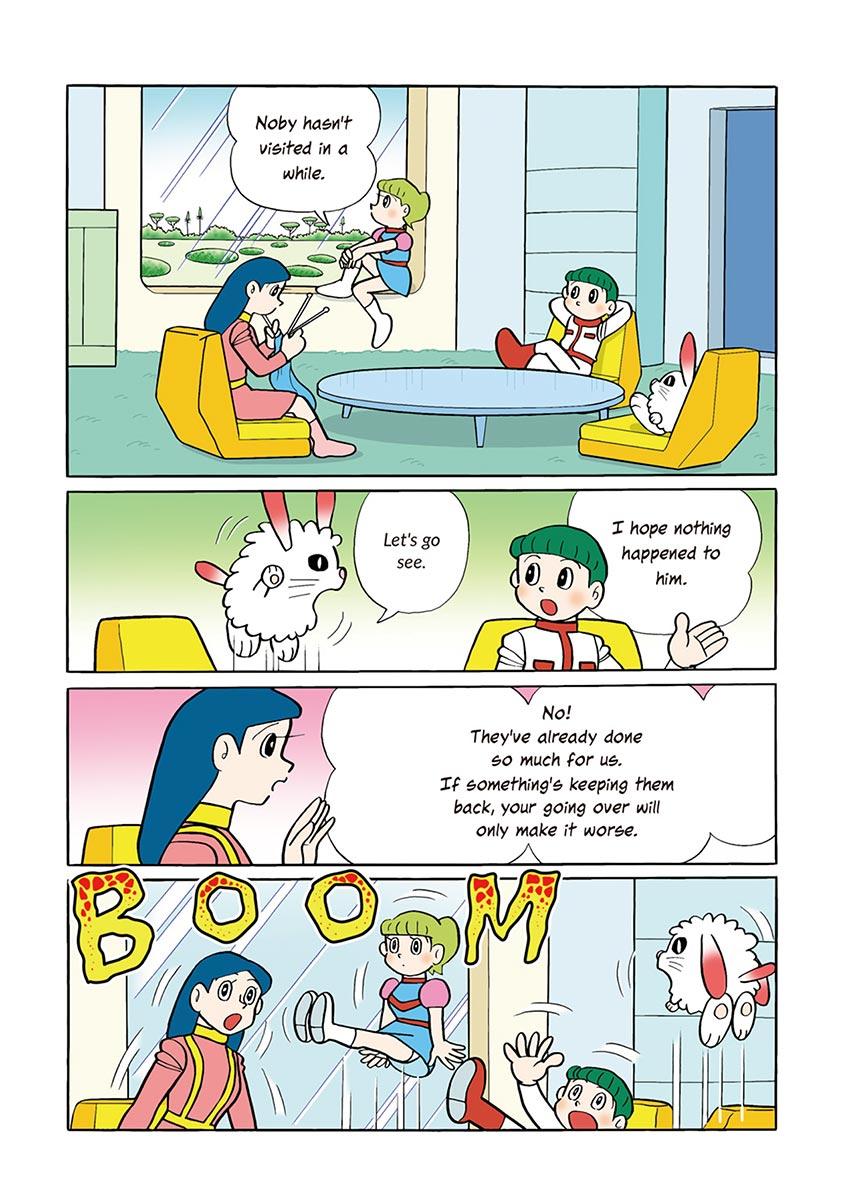 Noby hasn't
visited in a
while.
Let's go
see.
I hope nothing
happened to
him.
No!
They've already done
so much for us.
If something's keeping them
back, your going over will
only make it worse.
BOOM